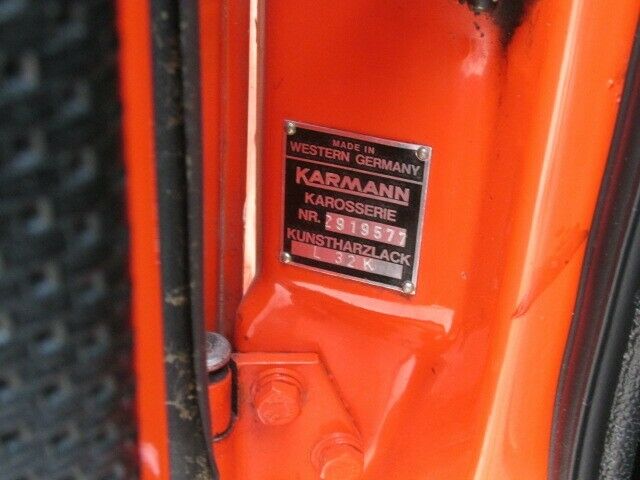 MADE IN
WESTERN GERMANY
KARMANN
KAROSSERIE
NR. 2919577
KUNSTHARZLACK
L 32 K